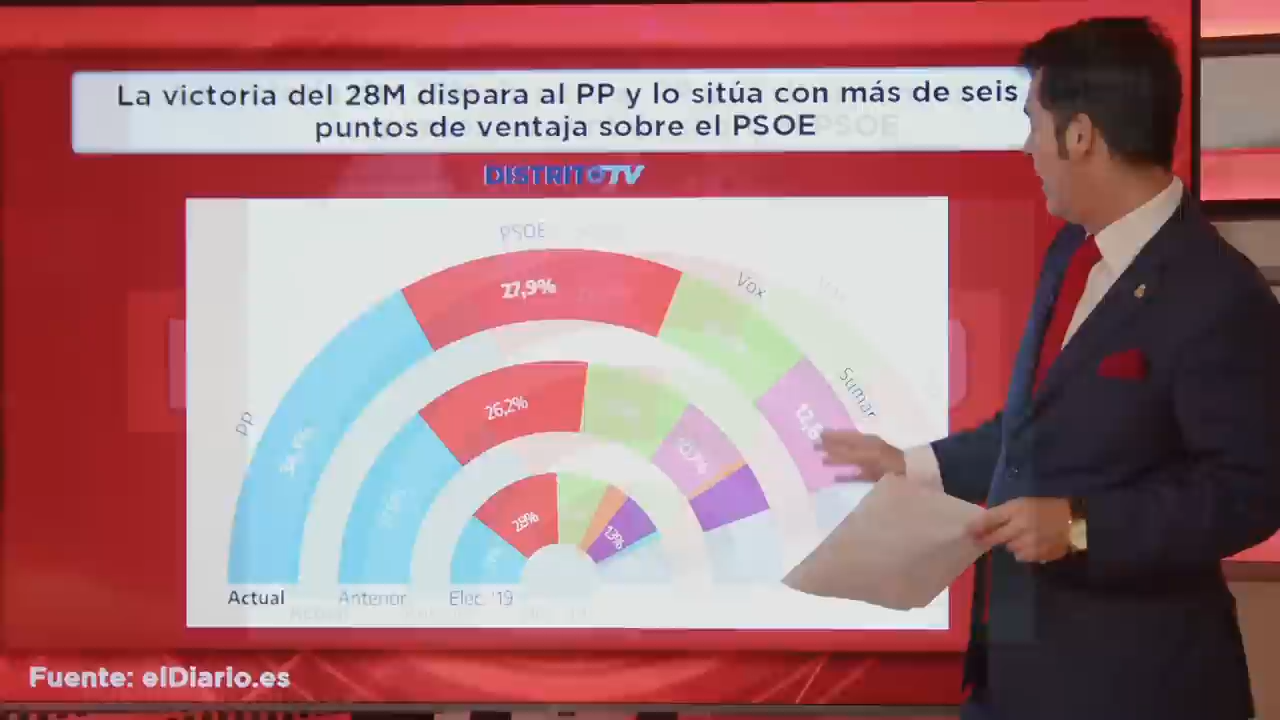 La victoria del 28M dispara al PP y lo sitúa con más de seis
puntos de ventaja sobre el PSOE
DISTRITOTV
PSOE
27,9%
Vox
Sumar
PP
26,2%
28%
13%
Actual
Anterior
Elec. '19
Fuente: elDiario.es